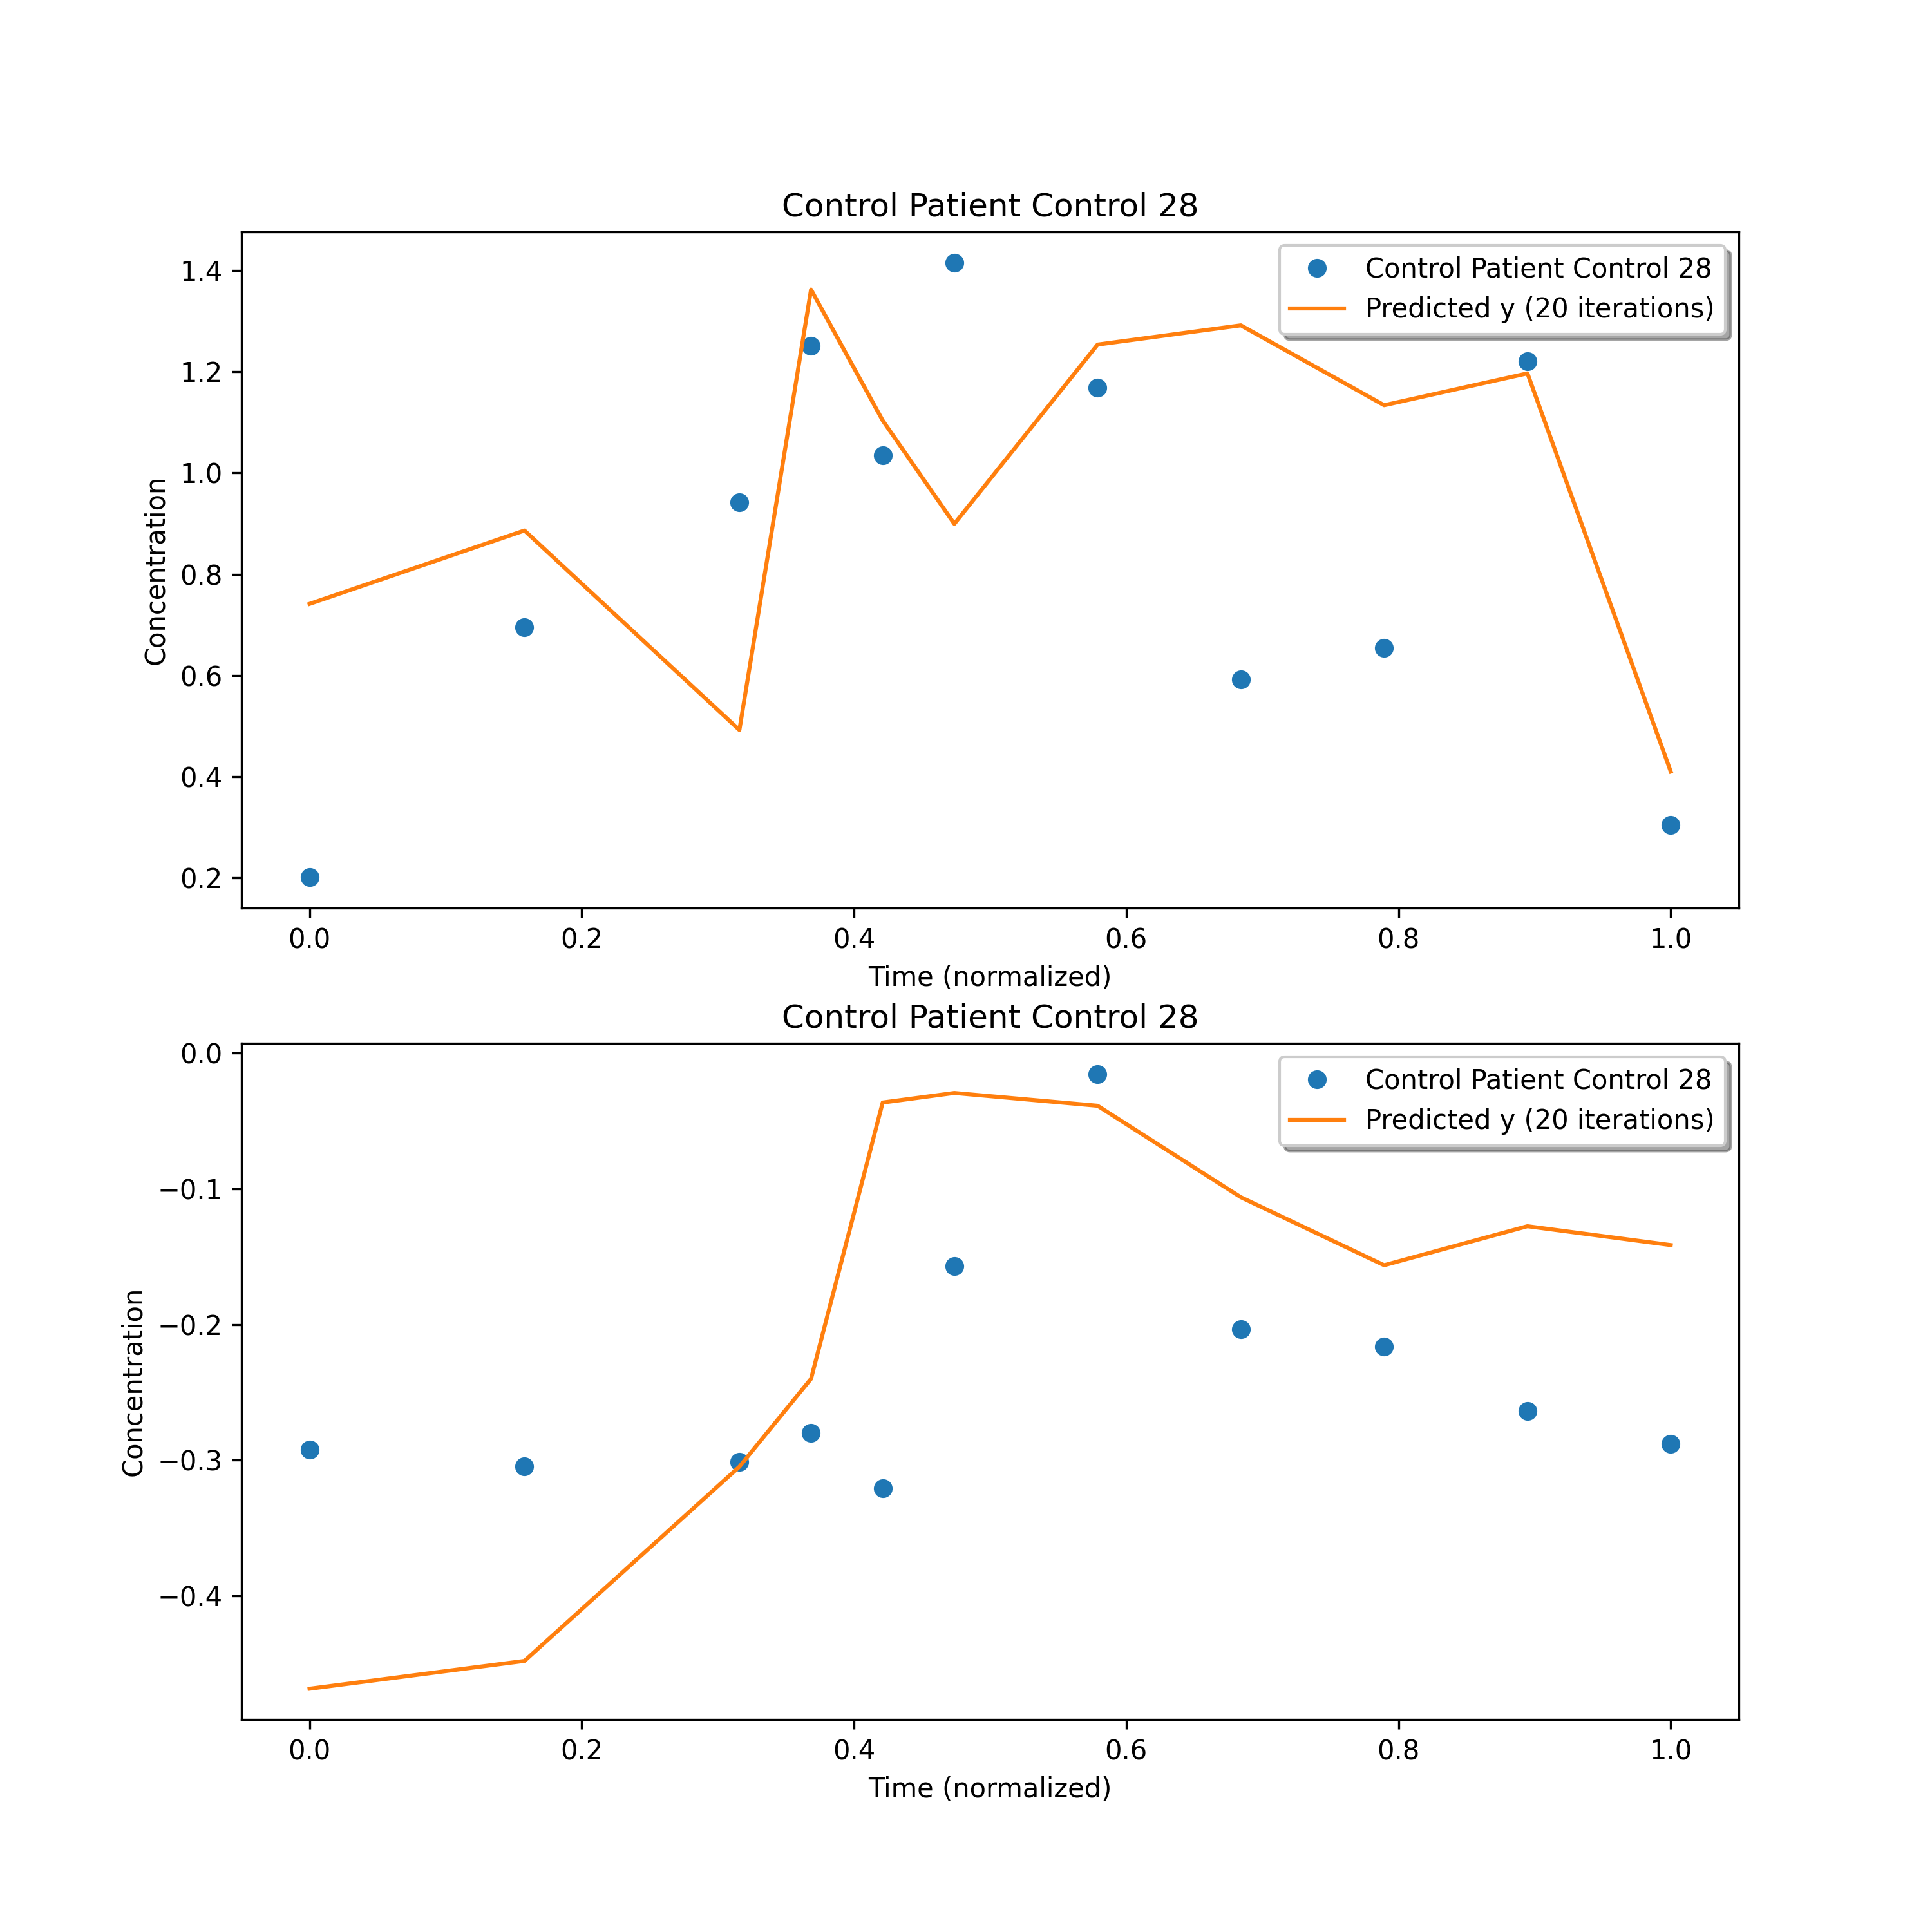 Control Patient Control 28
Control Patient Control 28
Predicted y (20 iterations)
1.4
1.2
1.0
0.8
0.6
0.4
0.2
Concentration
0.0 0.2 0.4 0.6 0.8 1.0
Time (normalized)
Control Patient Control 28
Control Patient Control 28
Predicted y (20 iterations)
0.0
−0.1
−0.2
−0.3
−0.4
Concentration
0.0 0.2 0.4 0.6 0.8 1.0
Time (normalized)